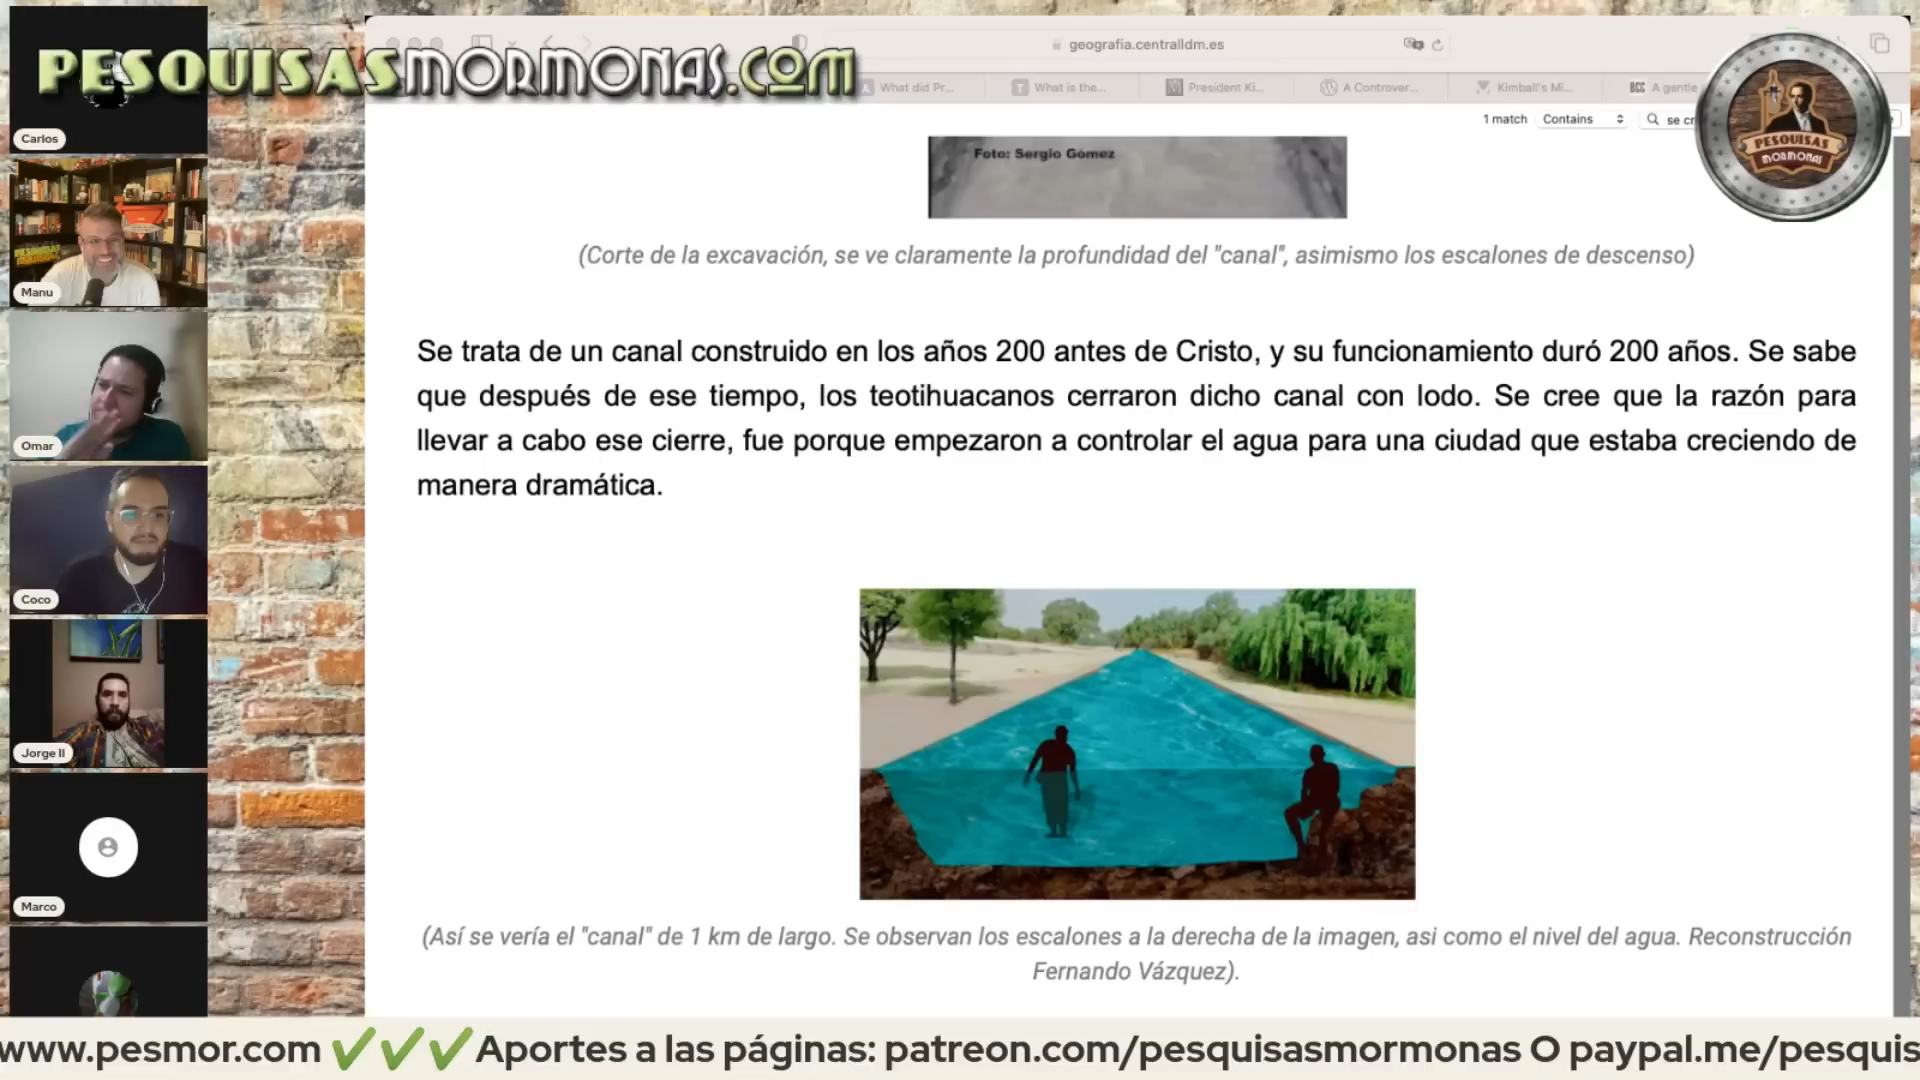 PESQUISASMORMONAS.COM
geografia.centralldm.es
What did Pr...
What is the...
President Ki...
A Controver...
Kimball's Mi...
BCC A gentle
1 match
Contains
se cr
PESQUISAS
MORMONAS
Foto: Sergio Gómez
(Corte de la excavación, se ve claramente la profundidad del "canal", asimismo los escalones de descenso)
Se trata de un canal construido en los años 200 antes de Cristo, y su funcionamiento duró 200 años. Se sabe
que después de ese tiempo, los teotihuacanos cerraron dicho canal con lodo. Se cree que la razón para
llevar a cabo ese cierre, fue porque empezaron a controlar el agua para una ciudad que estaba creciendo de
manera dramática.
(Así se vería el "canal" de 1 km de largo. Se observan los escalones a la derecha de la imagen, asi como el nivel del agua. Reconstrucción
Fernando Vázquez).
Carlos
Manu
Omar
Coco
Jorge II
Marco
www.pesmor.com ✔✔✔ Aportes a las páginas: patreon.com/pesquisasmormonas O paypal.me/pesquis